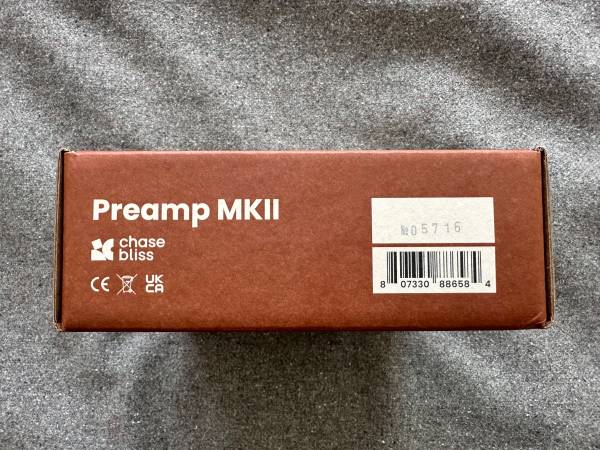 Preamp MKII
chase
bliss
CE UK
CA
№05716
8 07330 88658 4